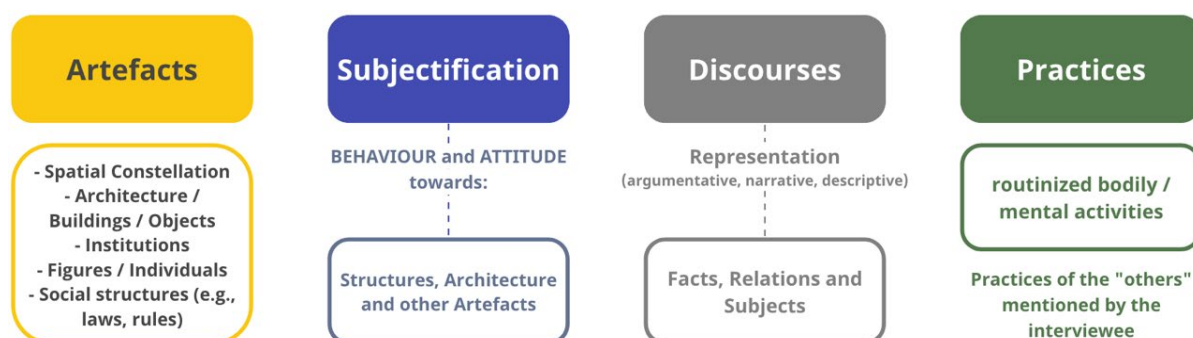 Artefacts
- Spatial Constellation
- Architecture /
Buildings / Objects
- Institutions
- Figures / Individuals
- Social structures (e.g.,
laws, rules)
Subjectification
BEHAVIOUR and ATTITUDE
towards:
Structures, Architecture
and other Artefacts
Discourses
Representation
(argumentative, narrative, descriptive)
Facts, Relations and
Subjects
Practices
routinized bodily /
mental activities
Practices of the "others"
mentioned by the
interviewee